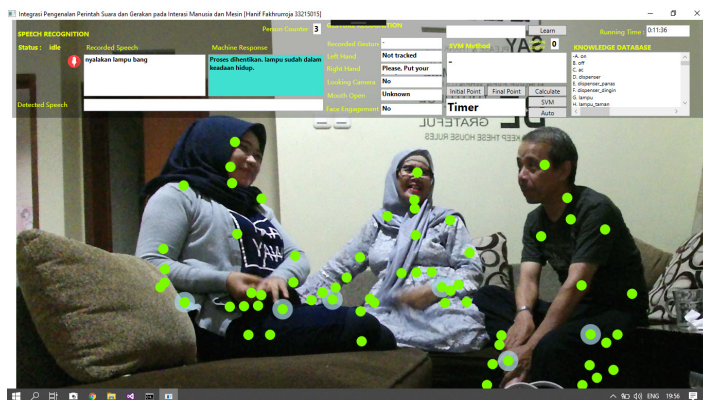 Integrasi Pengenalan Perintah Suara dan Gerakan pada Interasi Manusia dan Mesin [Hanif Fakhrurroja 33215015]
SPEECH RECOGNITION
Person Counter 3
Status : Idle
Recorded Speech
Machine Response
nyalakan lampu bang
Proses dihentikan. lampu sudah dalam
keadaan hidup.
Detected Speech
Recorded Gesture
-
Left Hand
Not tracked
Right Hand
Please, Put your
Looking Camera
No
Mouth Open
Unknown
Face Engagement
No
Learn
SVM Method
0
-
Initial Point
Final Point
Calculate
SVM
Timer
Auto
Running Time :
0:11:36
KNOWLEDGE DATABASE
-A. on
B. off
C. ac
D. dispenser
E. dispenser_panas
F. dispenser_dingin
G. lampu
H. lampu_taman
GRATEFUL
KEEP THESE HOUSE RULES
ENG
19:56